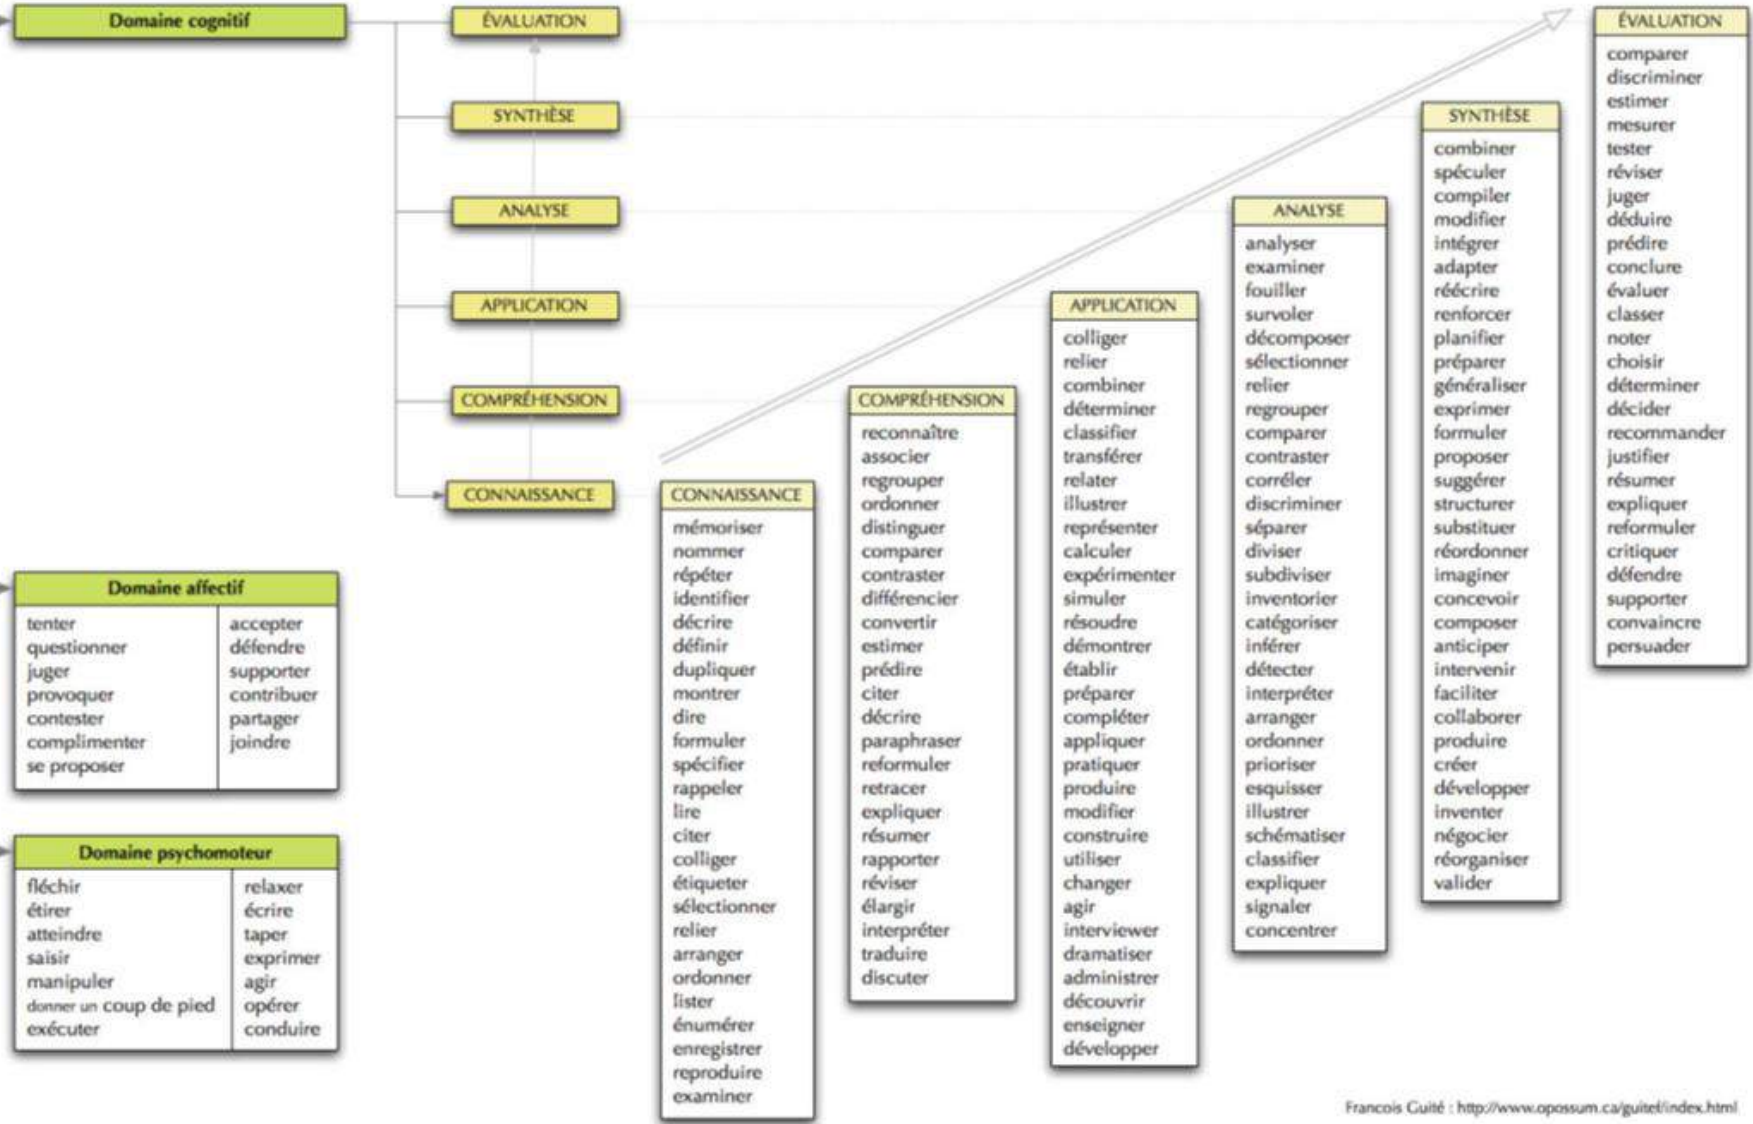 Domaine cognitif
ÉVALUATION
SYNTHÈSE
ANALYSE
APPLICATION
COMPRÉHENSION
CONNAISSANCE
Domaine affectif
tenter
questionner
juger
provoquer
contester
complimenter
se proposer
accepter
défendre
supporter
contribuer
partager
joindre
Domaine psychomoteur
fléchir
étirer
atteindre
saisir
manipuler
donner un coup de pied
exécuter
relaxer
écrire
taper
exprimer
agir
opérer
conduire
CONNAISSANCE
mémoriser
nommer
répéter
identifier
décrire
définir
dupliquer
montrer
dire
formuler
spécifier
rappeler
lire
citer
colliger
étiqueter
sélectionner
relier
arranger
ordonner
lister
énumérer
enregistrer
reproduire
examiner
COMPRÉHENSION
reconnaître
associer
regrouper
ordonner
distinguer
comparer
contraster
différencier
convertir
estimer
prédire
citer
décrire
paraphraser
reformuler
retracer
expliquer
résumer
rapporter
réviser
élargir
interpréter
traduire
discuter
APPLICATION
colliger
relier
combiner
déterminer
classifier
transférer
relater
illustrer
représenter
calculer
expérimenter
simuler
résoudre
démontrer
établir
préparer
compléter
appliquer
pratiquer
produire
modifier
construire
utiliser
changer
agir
interviewer
dramatiser
administrer
découvrir
enseigner
développer
ANALYSE
analyser
examiner
fouiller
survoler
décomposer
sélectionner
relier
regrouper
comparer
contraster
corréler
discriminer
séparer
diviser
subdiviser
inventorier
catégoriser
inférer
détecter
interpréter
arranger
ordonner
prioriser
esquisser
illustrer
schématiser
classifier
expliquer
signaler
concentrer
SYNTHÈSE
combiner
spéculer
compiler
modifier
intégrer
adapter
réécrire
renforcer
planifier
préparer
généraliser
exprimer
formuler
proposer
suggérer
structurer
substituer
réordonner
imaginer
concevoir
composer
anticiper
intervenir
faciliter
collaborer
produire
créer
développer
inventer
négocier
réorganiser
valider
ÉVALUATION
comparer
discriminer
estimer
mesurer
tester
réviser
juger
déduire
prédire
conclure
évaluer
classer
noter
choisir
déterminer
décider
recommander
justifier
résumer
expliquer
reformuler
critiquer
défendre
supporter
convaincre
persuader
Francois Guité : http://www.opossum.ca/guitef/index.html